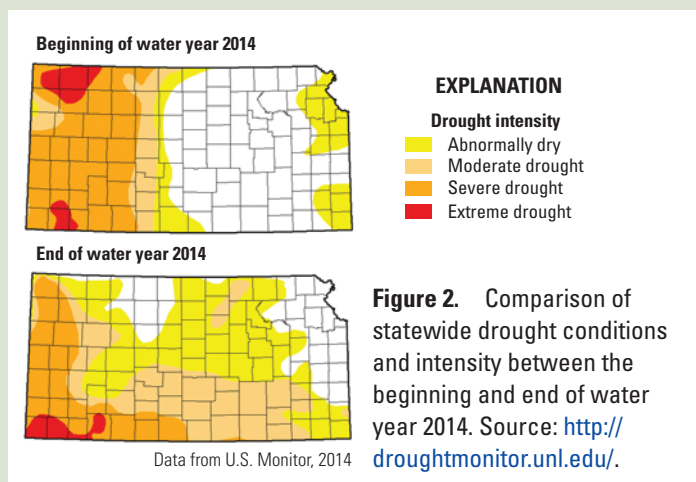 Beginning of water year 2014
EXPLANATION
Drought intensity
Abnormally dry
Moderate drought
Severe drought
Extreme drought
End of water year 2014
Data from U.S. Monitor, 2014
Figure 2. Comparison of
statewide drought conditions
and intensity between the
beginning and end of water
year 2014. Source: http://
droughtmonitor.unl.edu/.